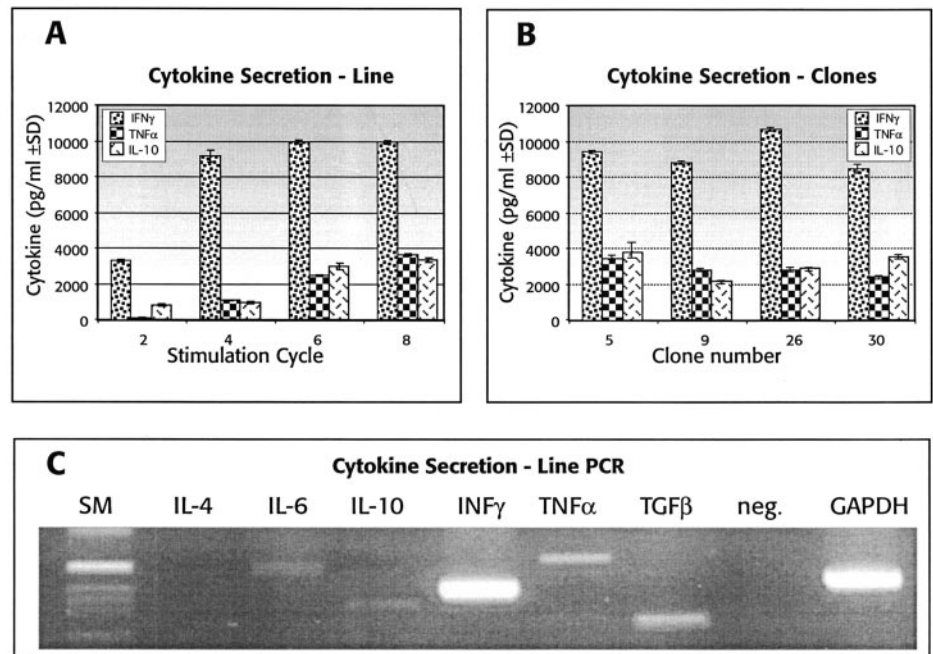 A
Cytokine Secretion - Line
Cytokine (pg/ml ±SD)
12000
10000
8000
6000
4000
2000
0
IFNγ
TNFα
IL-10
2 4 6 8
Stimulation Cycle
B
Cytokine Secretion - Clones
Cytokine (pg/ml ±SD)
12000
10000
8000
6000
4000
2000
0
IFNγ
TNFα
IL-10
5 9 26 30
Clone number
C
Cytokine Secretion - Line PCR
SM IL-4 IL-6 IL-10 INFγ TNFα TGFβ neg. GAPDH